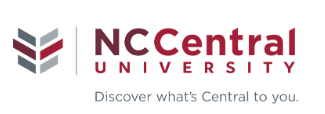 NCCentral
UNIVERSITY
Discover what's Central to you.